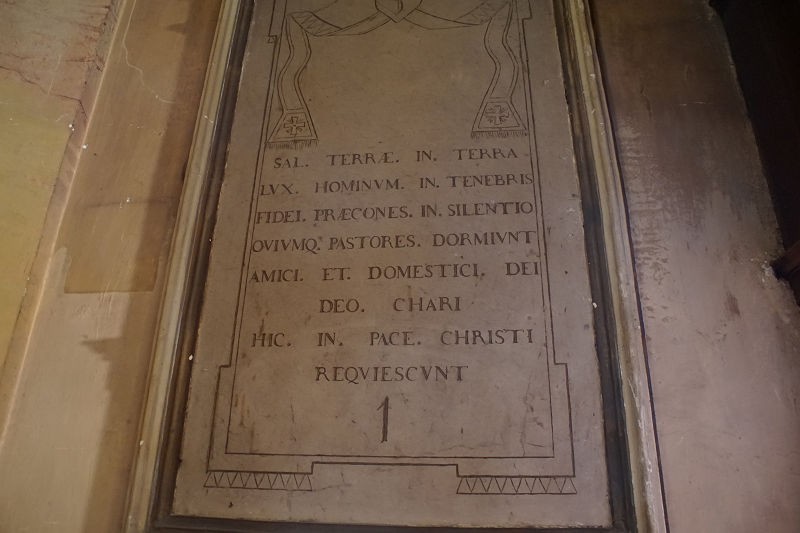 SAL. TERRÆ. IN. TERRA
LVX. HOMINVM. IN. TENEBRIS
FIDEI. PRÆCONES. IN. SILENTIO
OVIVMQ. PASTORES. DORMIVNT
AMICI. ET. DOMESTICI. DEI
DEO. CHARI
HIC. IN. PACE. CHRISTI
REQVIESCVNT
1